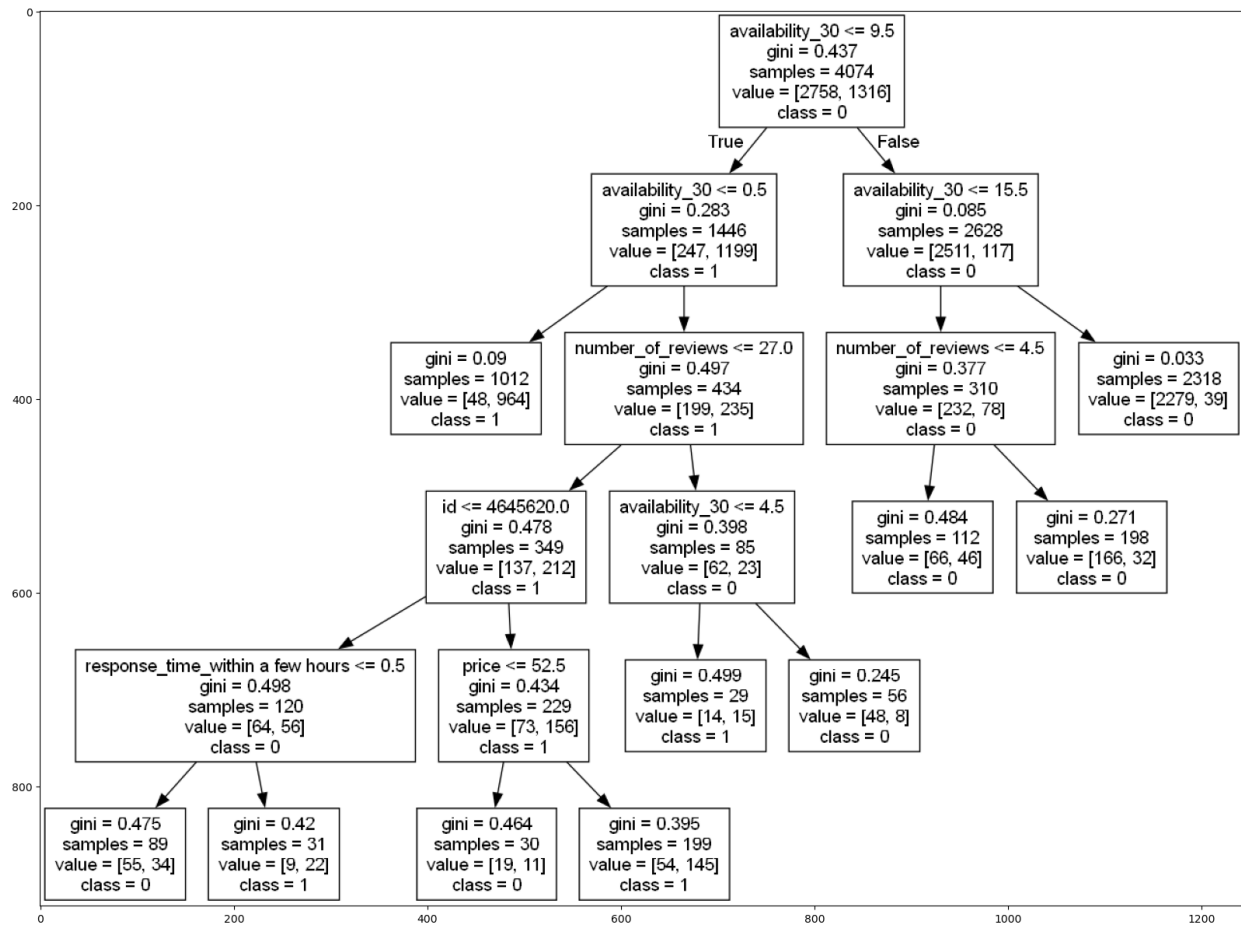 0
200
400
600
800
0
200
400
600
800
1000
1200
availability_30 <= 9.5
gini = 0.437
samples = 4074
value = [2758, 1316]
class = 0
True
False
availability_30 <= 0.5
gini = 0.283
samples = 1446
value = [247, 1199]
class = 1
availability_30 <= 15.5
gini = 0.085
samples = 2628
value = [2511, 117]
class = 0
gini = 0.09
samples = 1012
value = [48, 964]
class = 1
number_of_reviews <= 27.0
gini = 0.497
samples = 434
value = [199, 235]
class = 1
number_of_reviews <= 4.5
gini = 0.377
samples = 310
value = [232, 78]
class = 0
gini = 0.033
samples = 2318
value = [2279, 39]
class = 0
id <= 4645620.0
gini = 0.478
samples = 349
value = [137, 212]
class = 1
availability_30 <= 4.5
gini = 0.398
samples = 85
value = [62, 23]
class = 0
gini = 0.484
samples = 112
value = [66, 46]
class = 0
gini = 0.271
samples = 198
value = [166, 32]
class = 0
response_time_within a few hours <= 0.5
gini = 0.498
samples = 120
value = [64, 56]
class = 0
price <= 52.5
gini = 0.434
samples = 229
value = [73, 156]
class = 1
gini = 0.499
samples = 29
value = [14, 15]
class = 1
gini = 0.245
samples = 56
value = [48, 8]
class = 0
gini = 0.475
samples = 89
value = [55, 34]
class = 0
gini = 0.42
samples = 31
value = [9, 22]
class = 1
gini = 0.464
samples = 30
value = [19, 11]
class = 0
gini = 0.395
samples = 199
value = [54, 145]
class = 1